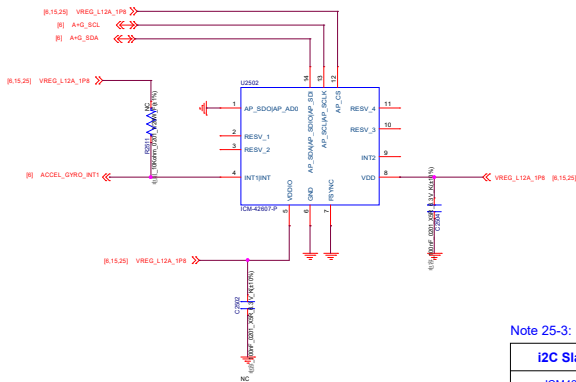 [6,15,25] VREG_L12A_1P8
[6] A+G_SCL
[6] A+G_SDA
[6,15,25] VREG_L12A_1P8
NC
R2511
U2502
14
13
12
AP_SDA|AP_SDIO|AP_SDI
AP_SCL|AP_SCLK
AP_CS
1 AP_SDO|AP_AD0
RESV_4 11
RESV_3 10
2 RESV_1
3 RESV_2
INT2 9
[6] ACCEL_GYRO_INT1
4 INT1|INT
VDD 8
VREG_L12A_1P8 [6,15,25]
VDDIO
GND
FSYNC
ICM-42607-P
5
6
7
C2504
[6,15,25] VREG_L12A_1P8
C2502
NC
Note 25-3:
i2C Sla